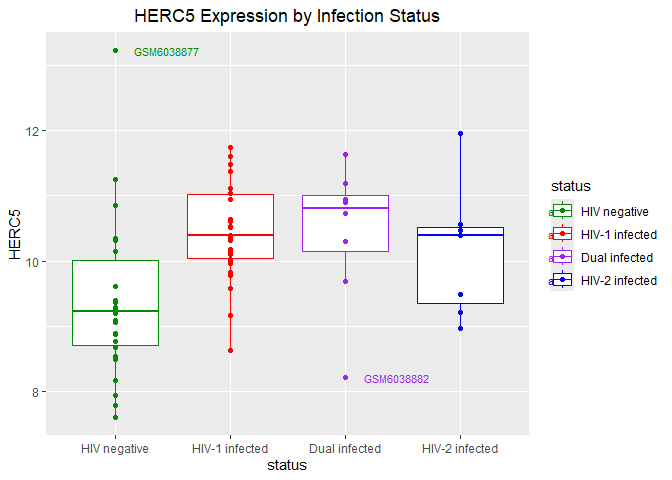 HERC5 Expression by Infection Status
GSM6038877
12
10
8
HERC5
GSM6038882
HIV negative
HIV-1 infected
Dual infected
HIV-2 infected
status
status
a HIV negative
a HIV-1 infected
a Dual infected
a HIV-2 infected